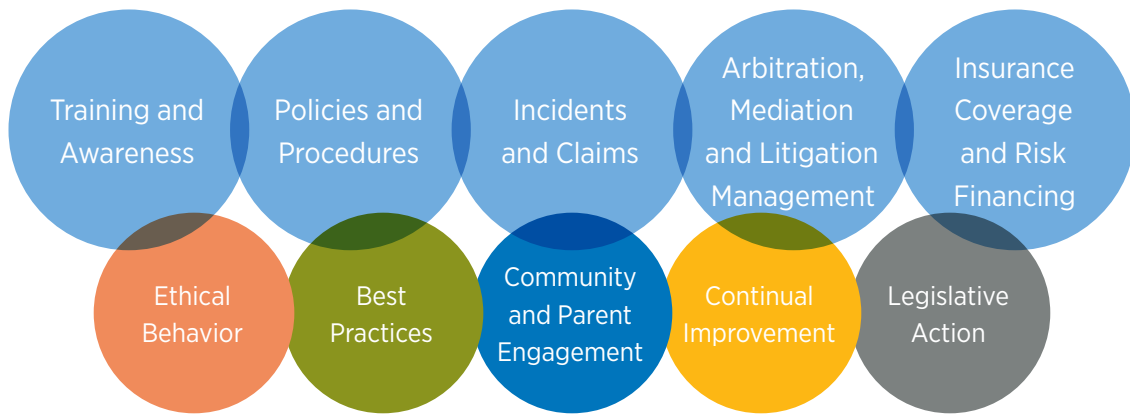 Training and
Awareness
Policies and
Procedures
Incidents
and Claims
Arbitration,
Mediation
and Litigation
Management
Insurance
Coverage
and Risk
Financing
Ethical
Behavior
Best
Practices
Community
and Parent
Engagement
Continual
Improvement
Legislative
Action